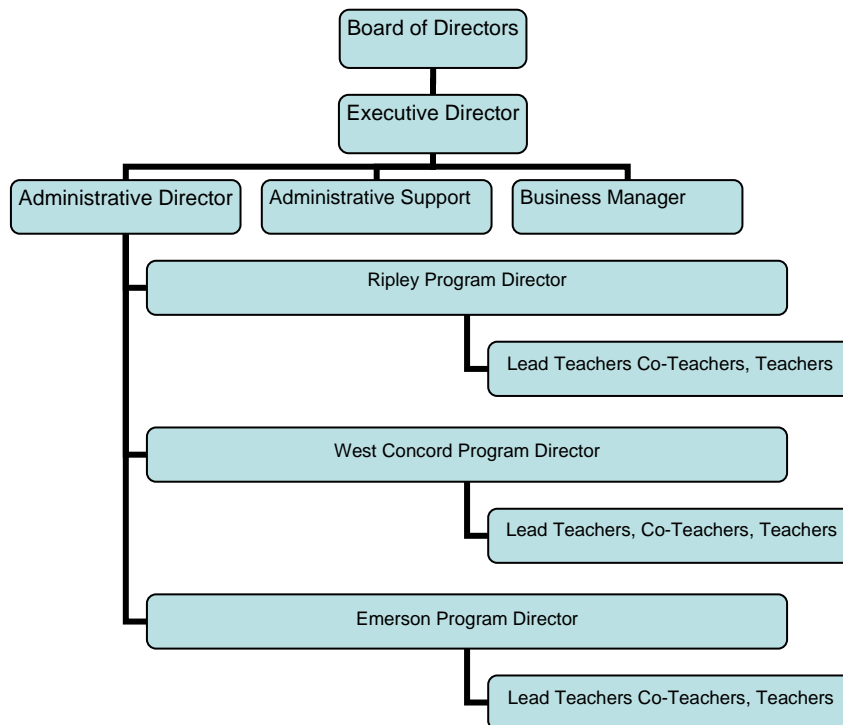 Board of Directors
Executive Director
Administrative Director
Administrative Support
Business Manager
Ripley Program Director
Lead Teachers Co-Teachers, Teachers
West Concord Program Director
Lead Teachers, Co-Teachers, Teachers
Emerson Program Director
Lead Teachers Co-Teachers, Teachers